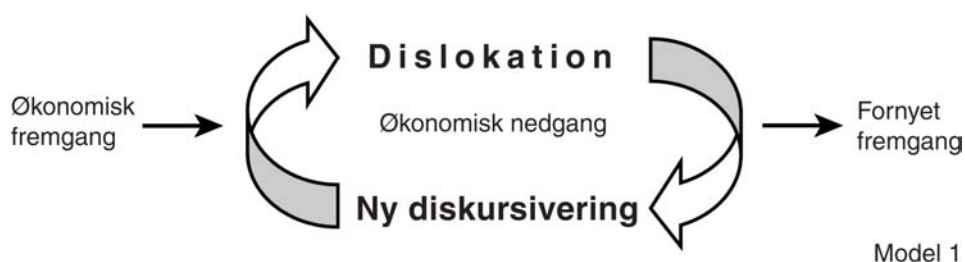 Dislokation
Økonomisk
fremgang
Økonomisk nedgang
Fornyet
fremgang
Ny diskursivering
Model 1